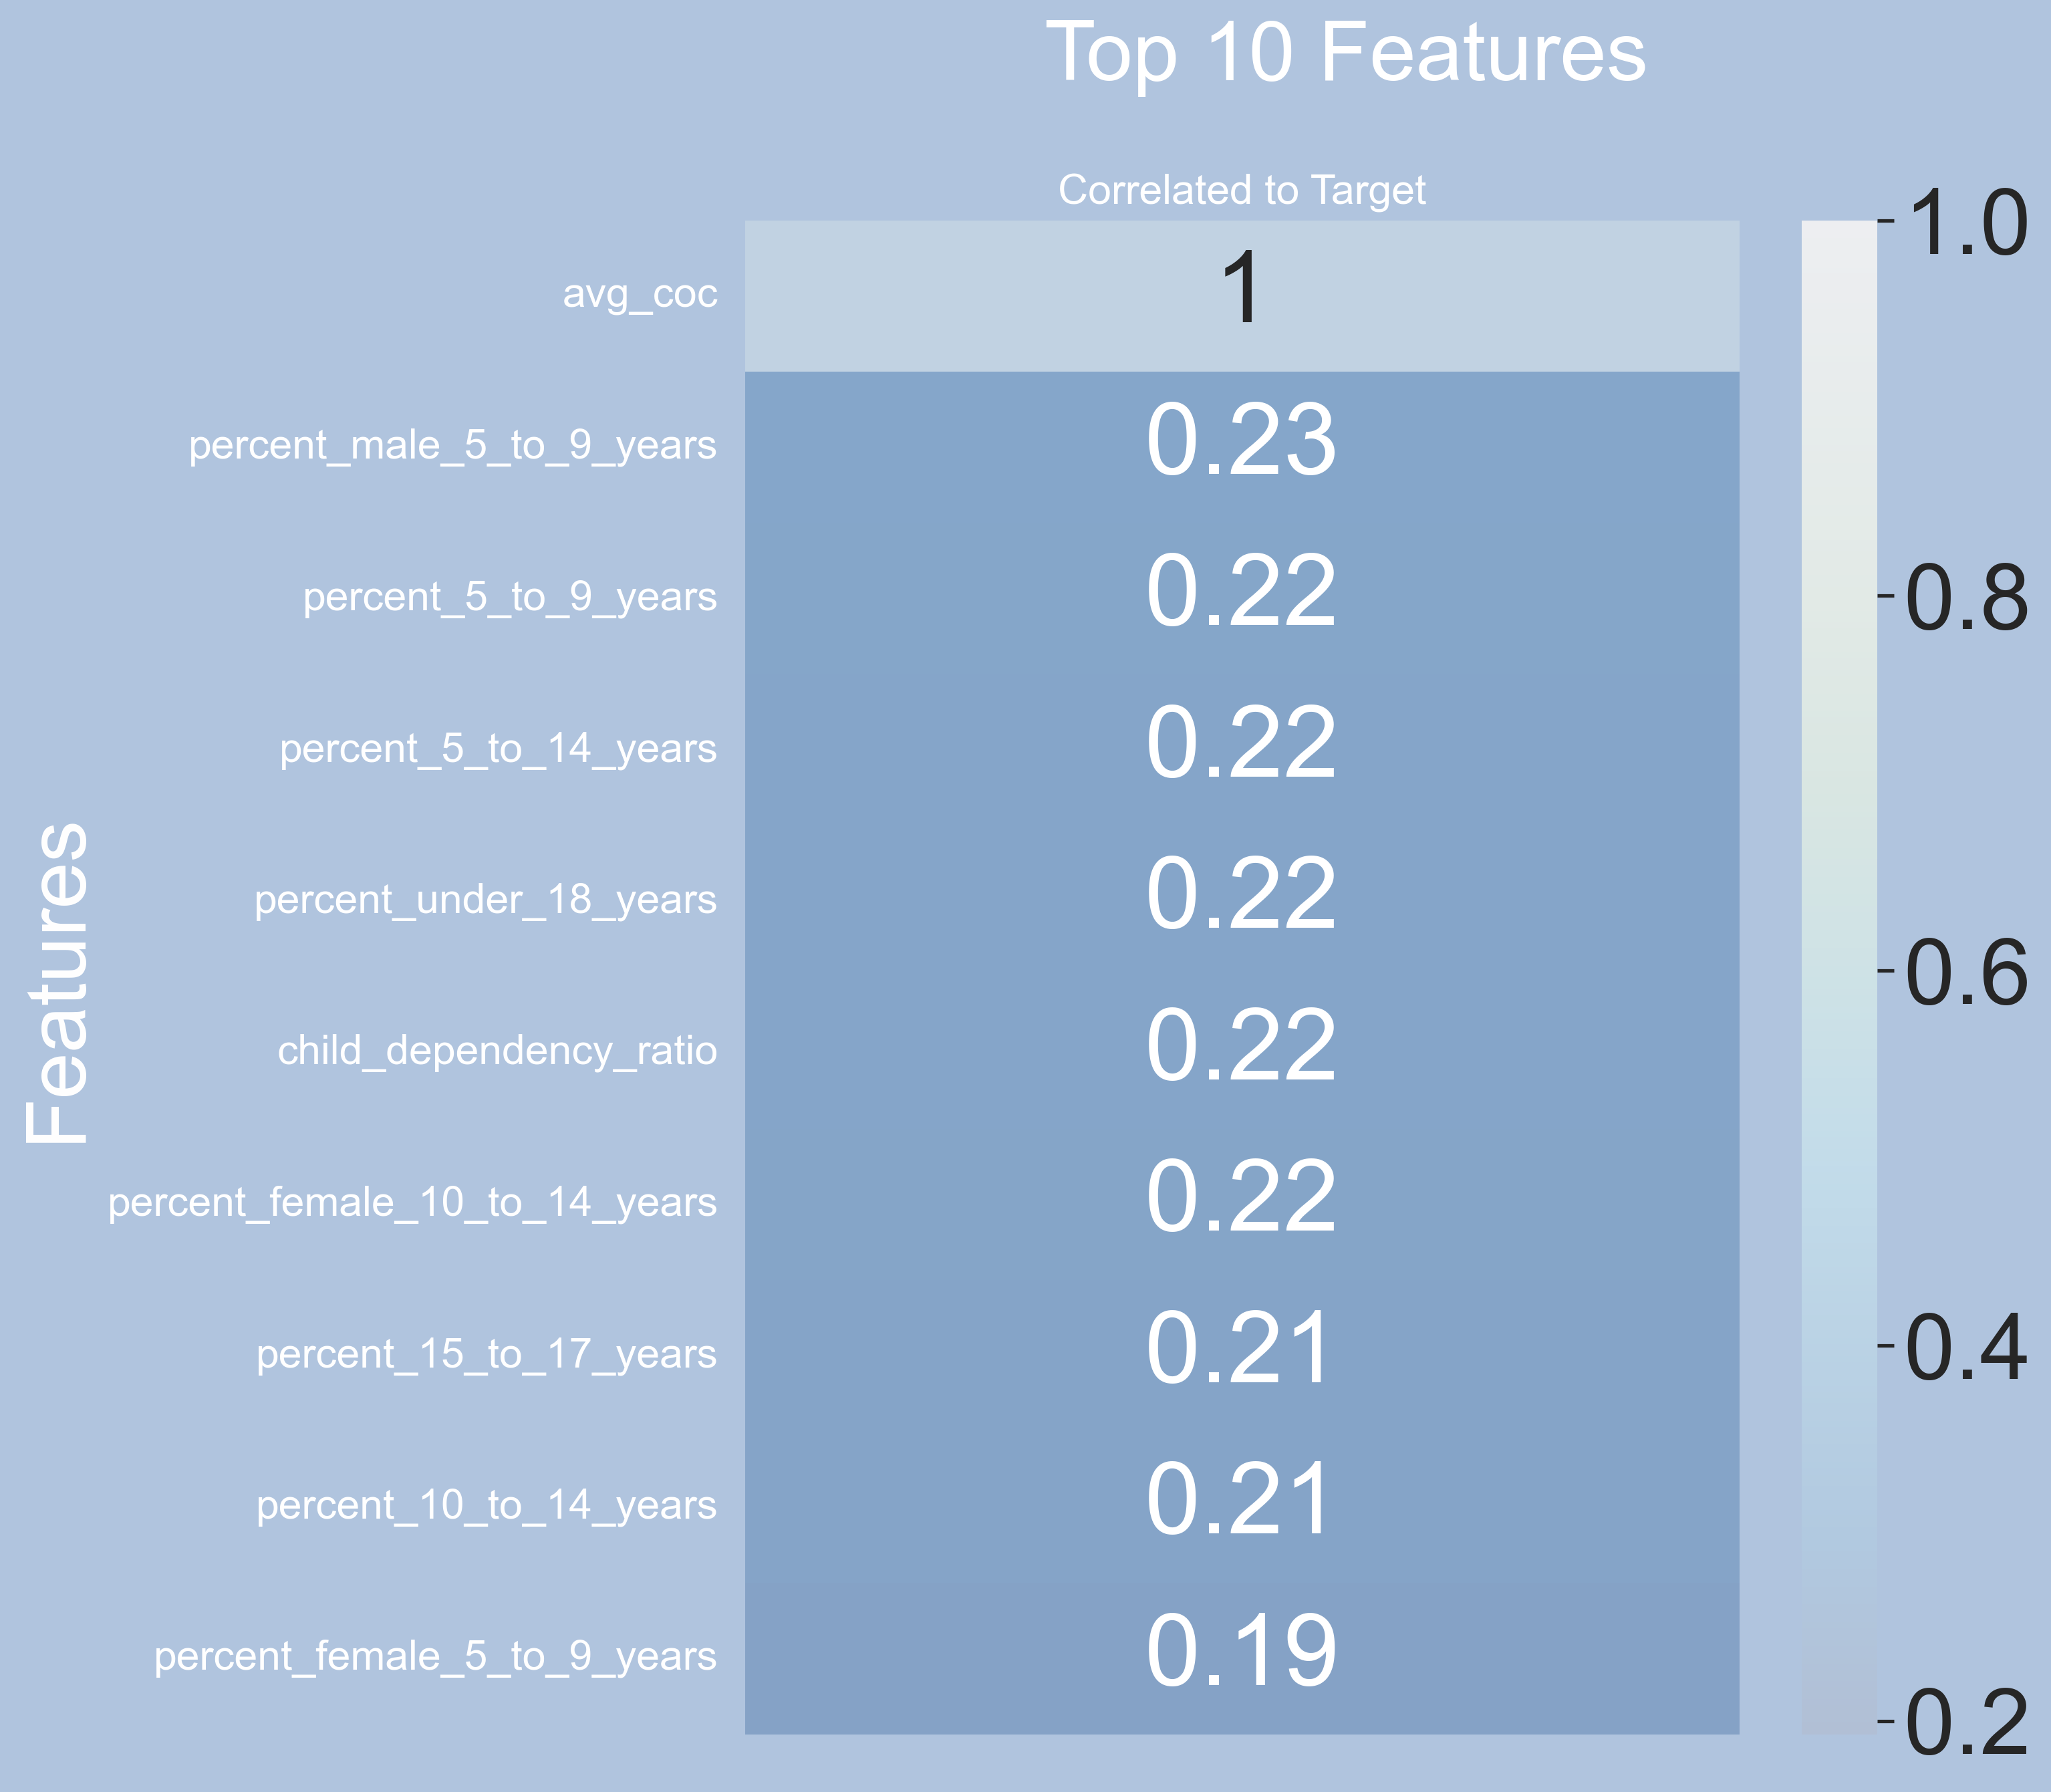 Top 10 Features
Correlated to Target
Features
avg_coc 1
percent_male_5_to_9_years 0.23
percent_5_to_9_years 0.22
percent_5_to_14_years 0.22
percent_under_18_years 0.22
child_dependency_ratio 0.22
percent_female_10_to_14_years 0.22
percent_15_to_17_years 0.21
percent_10_to_14_years 0.21
percent_female_5_to_9_years 0.19
1.0
0.8
0.6
0.4
0.2